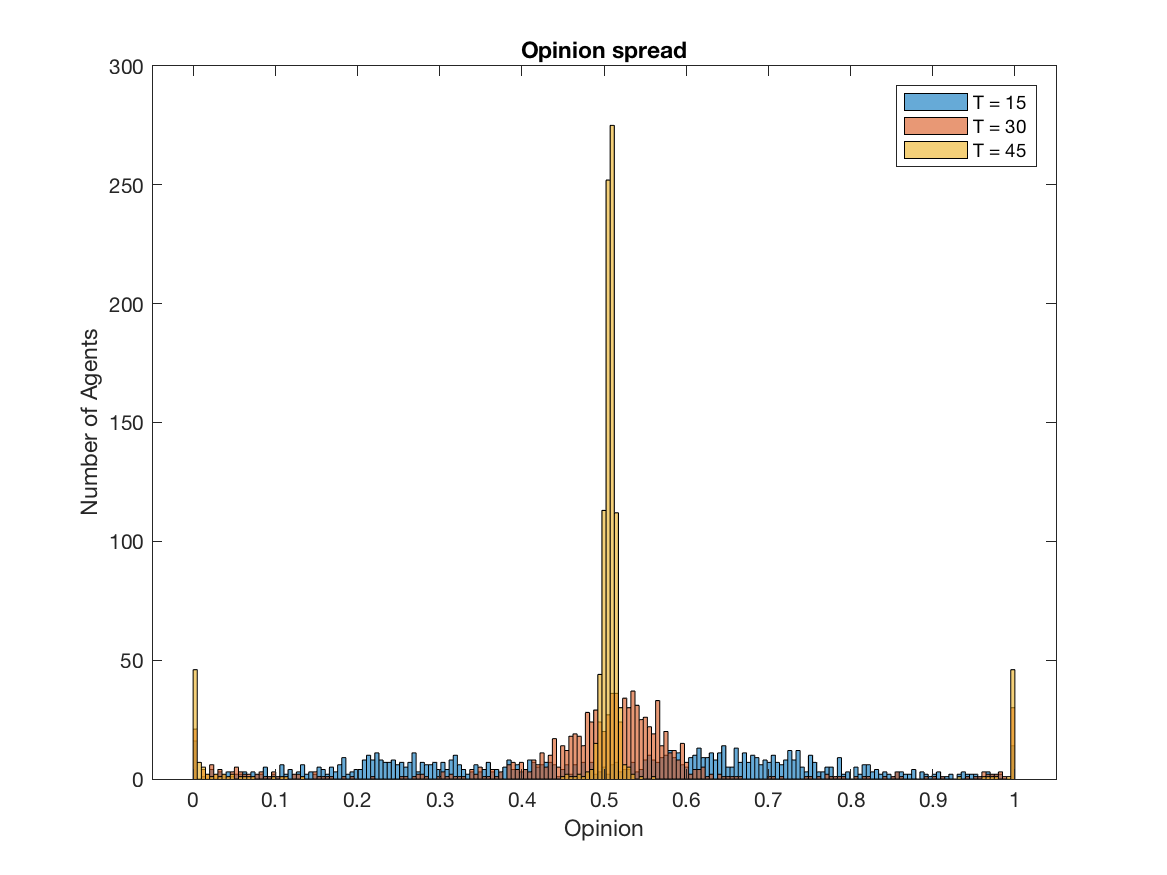 Opinion spread
T = 15
T = 30
T = 45
300
250
200
150
100
50
0
Number of Agents
0 0.1 0.2 0.3 0.4 0.5 0.6 0.7 0.8 0.9 1
Opinion